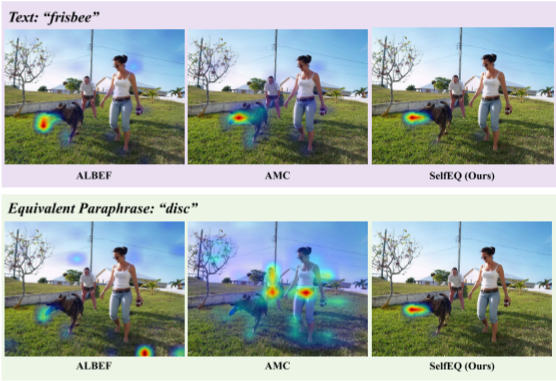 Text: “frisbee”
ALBEF AMC SelfEQ (Ours)
Equivalent Paraphrase: “disc”
ALBEF AMC SelfEQ (Ours)